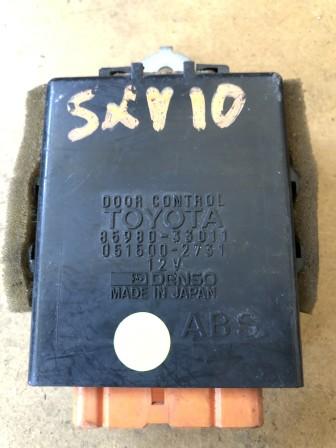 SXV10
DOOR CONTROL
TOYOTA
85980-33011
051500-2731
12V
DENSO
MADE IN JAPAN
ABS